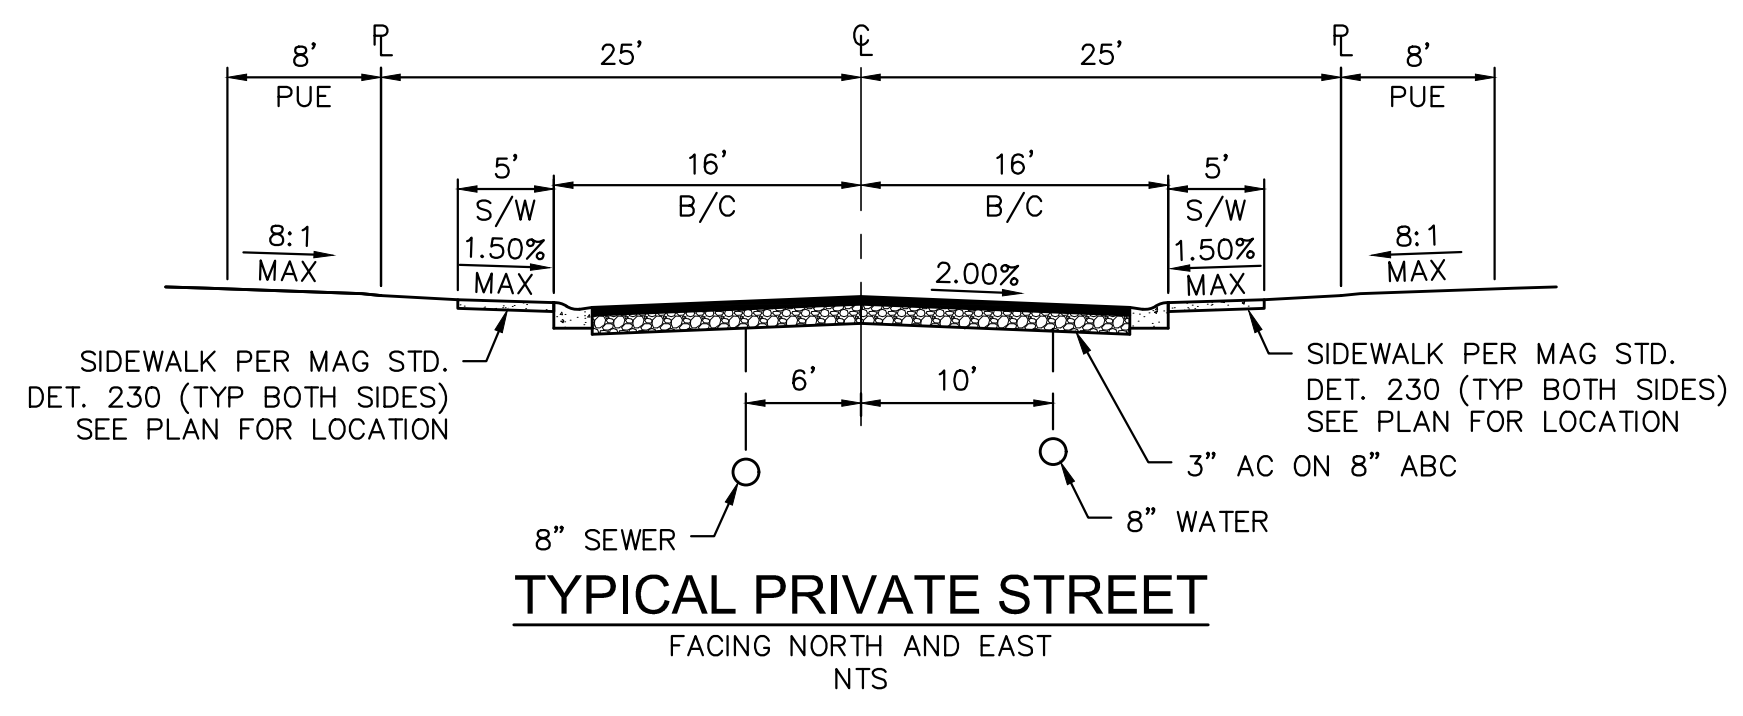 PL
CL
PL
8'
25'
25'
8'
PUE
PUE
5'
16'
16'
5'
S/W
B/C
B/C
S/W
8:1
MAX
1.50%
MAX
2.00%
1.50%
MAX
8:1
MAX
SIDEWALK PER MAG STD.
DET. 230 (TYP BOTH SIDES)
SEE PLAN FOR LOCATION
6'
10'
SIDEWALK PER MAG STD.
DET. 230 (TYP BOTH SIDES)
SEE PLAN FOR LOCATION
3" AC ON 8" ABC
8" WATER
8" SEWER
TYPICAL PRIVATE STREET
FACING NORTH AND EAST
NTS